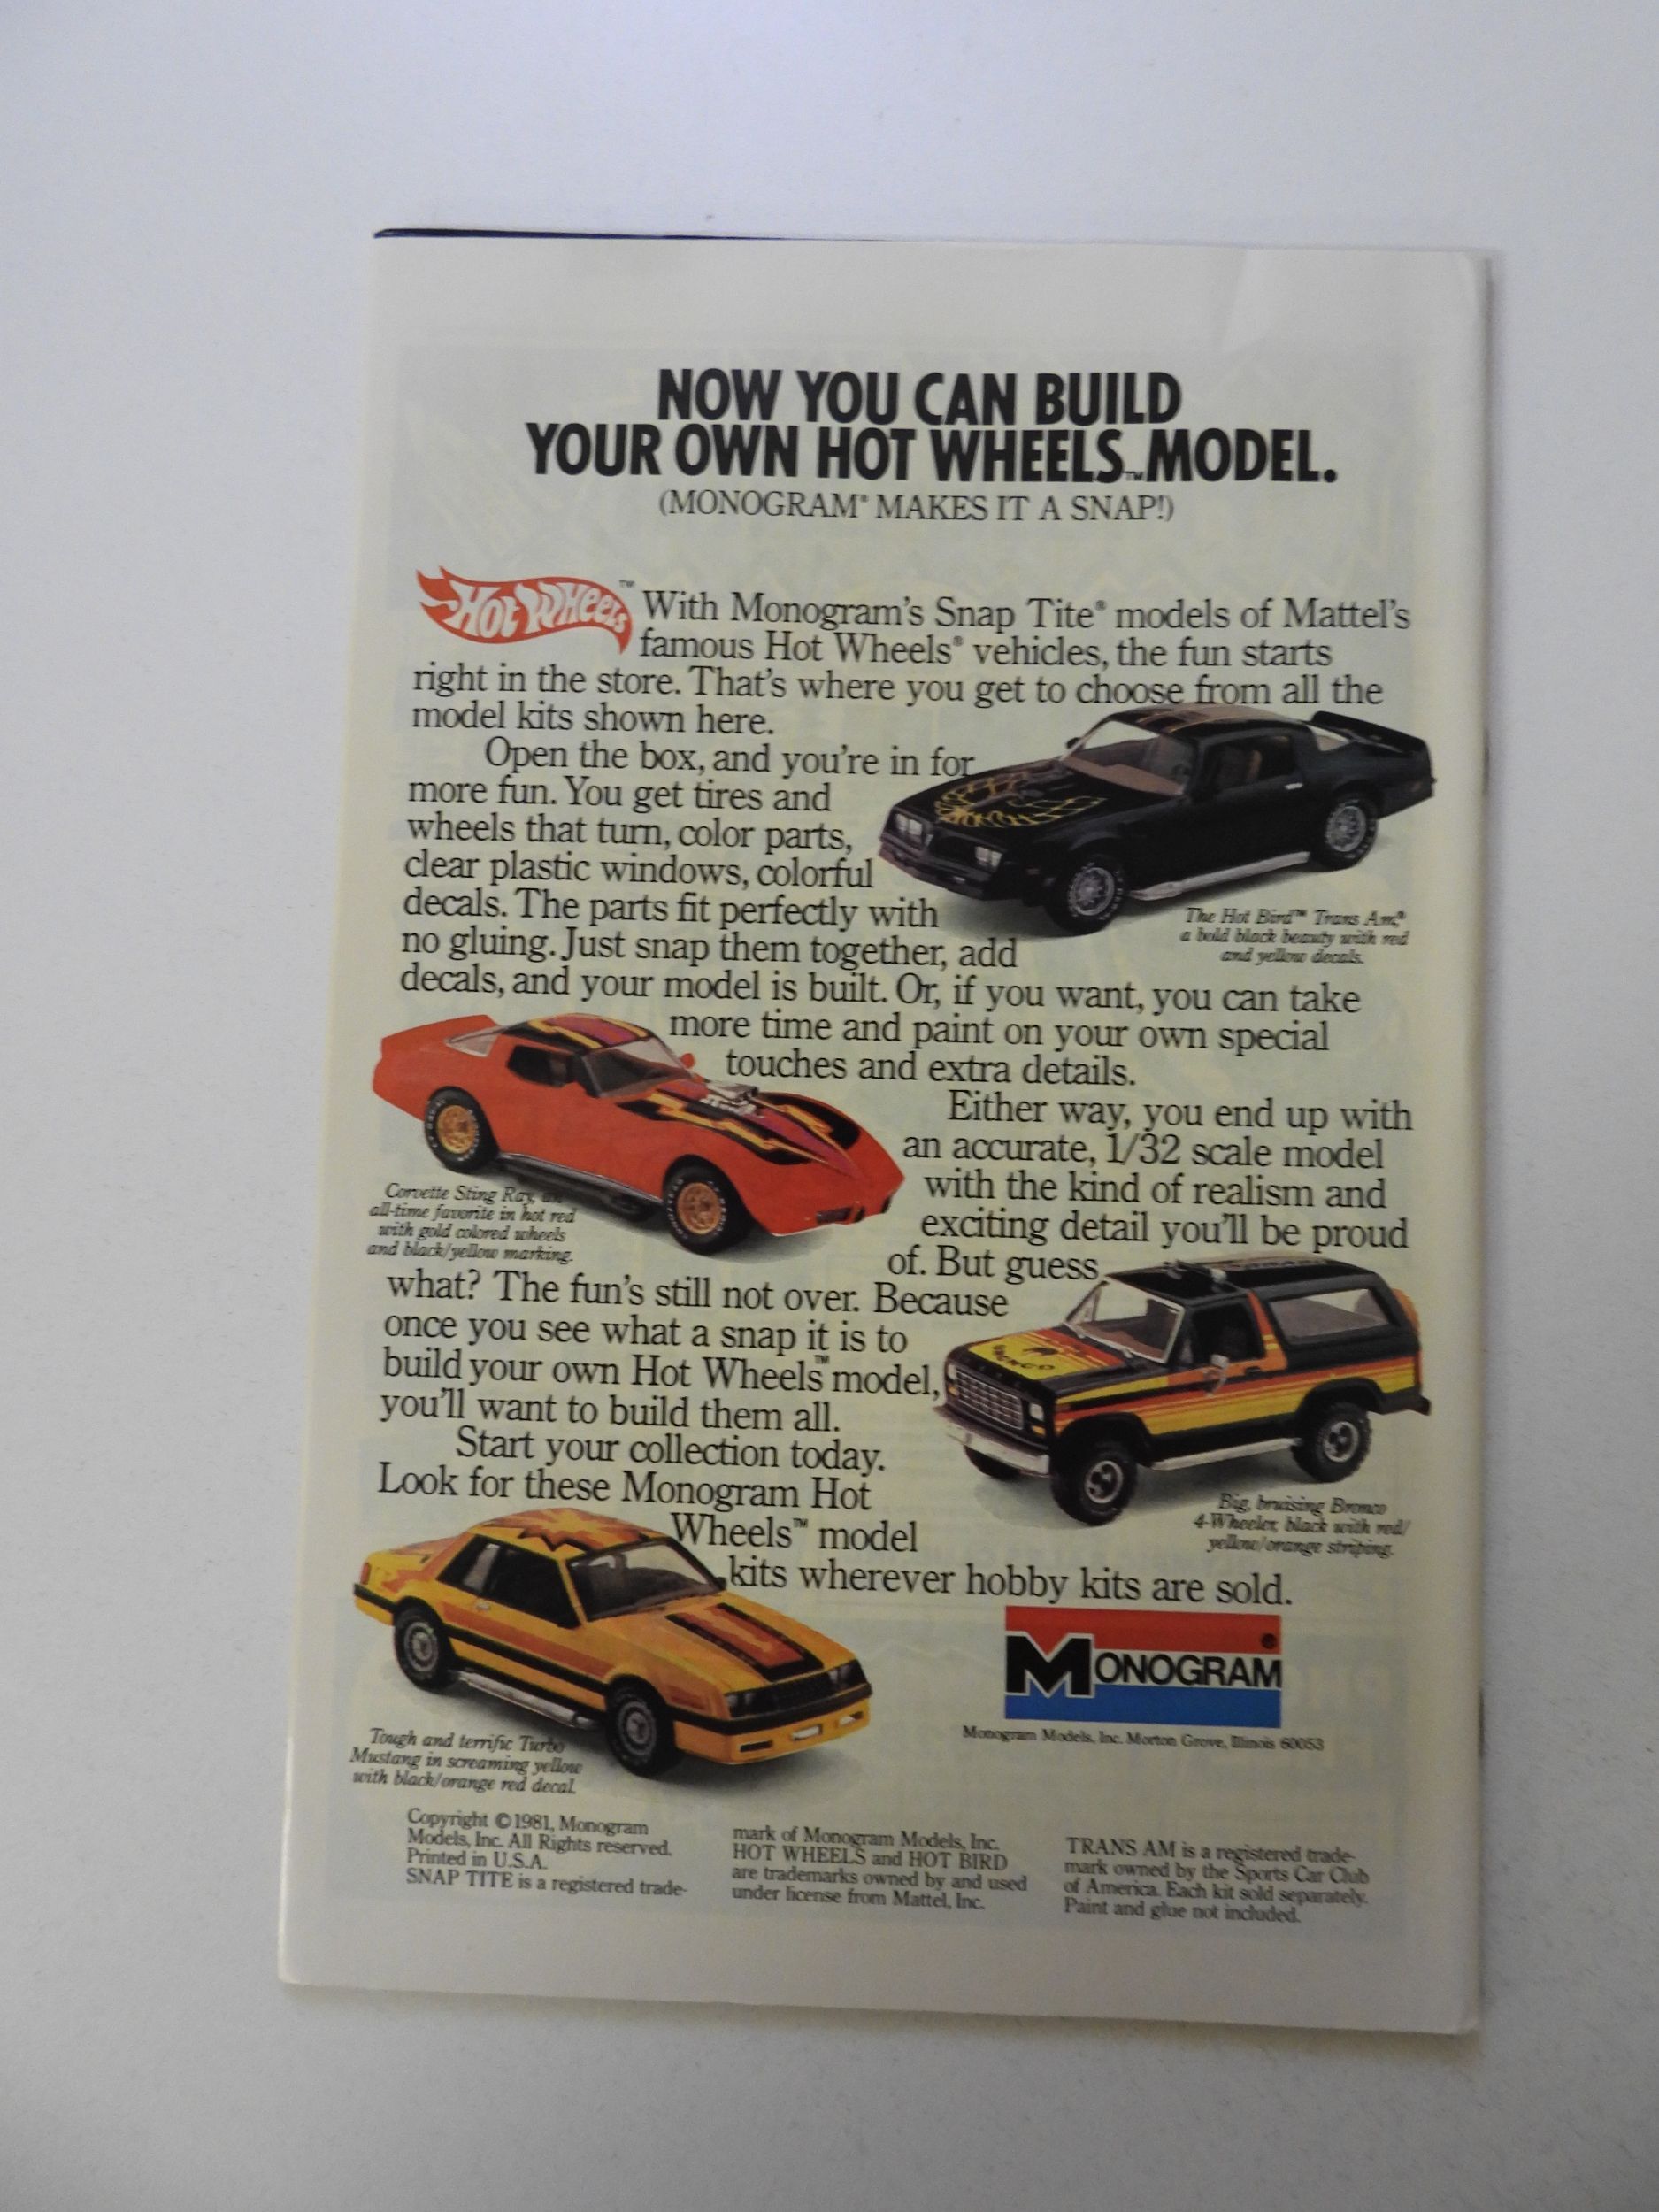 NOW YOU CAN BUILD
YOUR OWN HOT WHEELS™ MODEL.
(MONOGRAM® MAKES IT A SNAP!)
Hot Wheels™
With Monogram's Snap Tite® models of Mattel's
famous Hot Wheels® vehicles, the fun starts
right in the store. That's where you get to choose from all the
model kits shown here.
Open the box, and you're in for
more fun. You get tires and
wheels that turn, color parts,
clear plastic windows, colorful
decals. The parts fit perfectly with
no gluing. Just snap them together, add
decals, and your model is built. Or, if you want, you can take
more time and paint on your own special
touches and extra details.
The Hot Bird™ Trans Am,®
a bold black beauty with red
and yellow decals.
Either way, you end up with
an accurate, 1/32 scale model
with the kind of realism and
exciting detail you'll be proud
of. But guess
what? The fun's still not over. Because
once you see what a snap it is to
build your own Hot Wheels™ model,
you'll want to build them all.
Corvette Sting Ray, an
all-time favorite in hot red
with gold colored wheels
and black/yellow marking.
BRONCO
Start your collection today.
Look for these Monogram Hot
Wheels™ model
kits wherever hobby kits are sold.
Big, bruising Bronco
4-Wheeler, black with red/
yellow/orange striping.
MONOGRAM®
Monogram Models, Inc. Morton Grove, Illinois 60053
Tough and terrific Turbo
Mustang in screaming yellow
with black/orange red decal.
Copyright ©1981, Monogram
Models, Inc. All Rights reserved.
Printed in U.S.A.
SNAP TITE is a registered trade-
mark of Monogram Models, Inc.
HOT WHEELS and HOT BIRD
are trademarks owned by and used
under license from Mattel, Inc.
TRANS AM is a registered trade-
mark owned by the Sports Car Club
of America. Each kit sold separately.
Paint and glue not included.